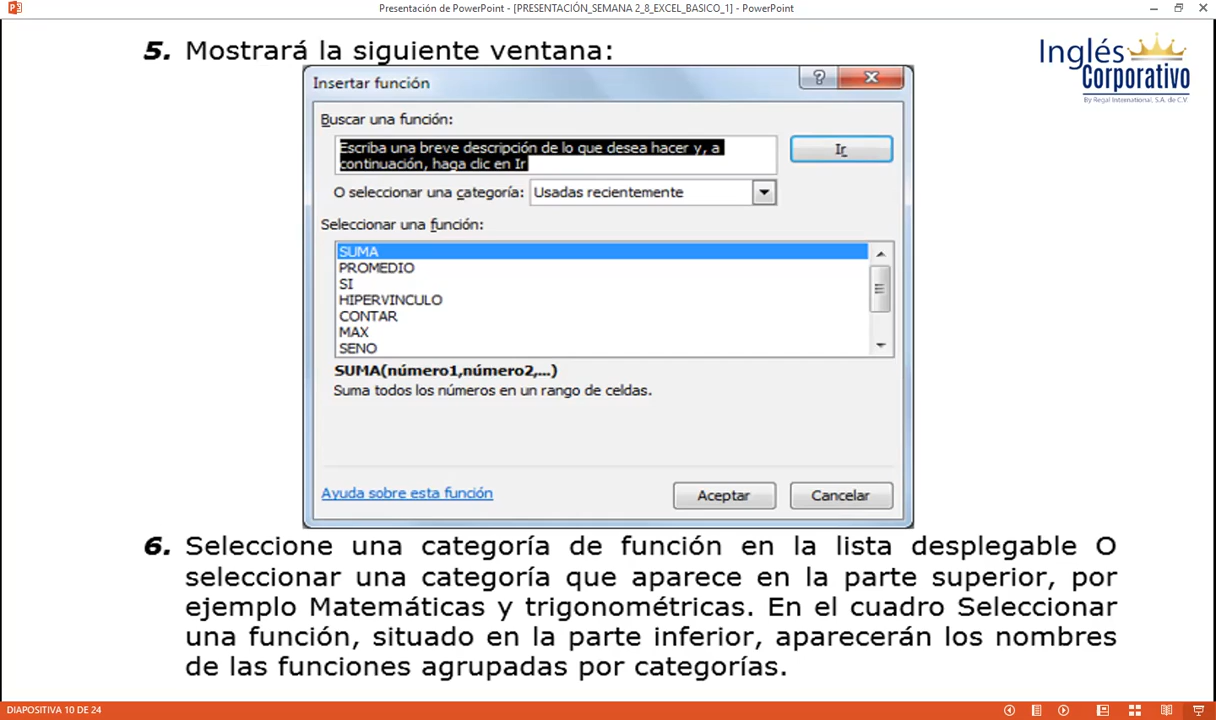 Presentación de PowerPoint - [PRESENTACIÓN_SEMANA 2_8_EXCEL_BASICO_1] - PowerPoint
5. Mostrará la siguiente ventana:
Inglés
Corporativo
By Regal International, S.A. de C.V.
Insertar función
Buscar una función:
Escriba una breve descripción de lo que desea hacer y, a
continuación, haga clic en Ir
Ir
O seleccionar una categoría: Usadas recientemente
Seleccionar una función:
SUMA
PROMEDIO
SI
HIPERVINCULO
CONTAR
MAX
SENO
SUMA(número1,número2,...)
Suma todos los números en un rango de celdas.
Ayuda sobre esta función
Aceptar
Cancelar
6. Seleccione una categoría de función en la lista desplegable O
seleccionar una categoría que aparece en la parte superior, por
ejemplo Matemáticas y trigonométricas. En el cuadro Seleccionar
una función, situado en la parte inferior, aparecerán los nombres
de las funciones agrupadas por categorías.
DIAPOSITIVA 10 DE 24